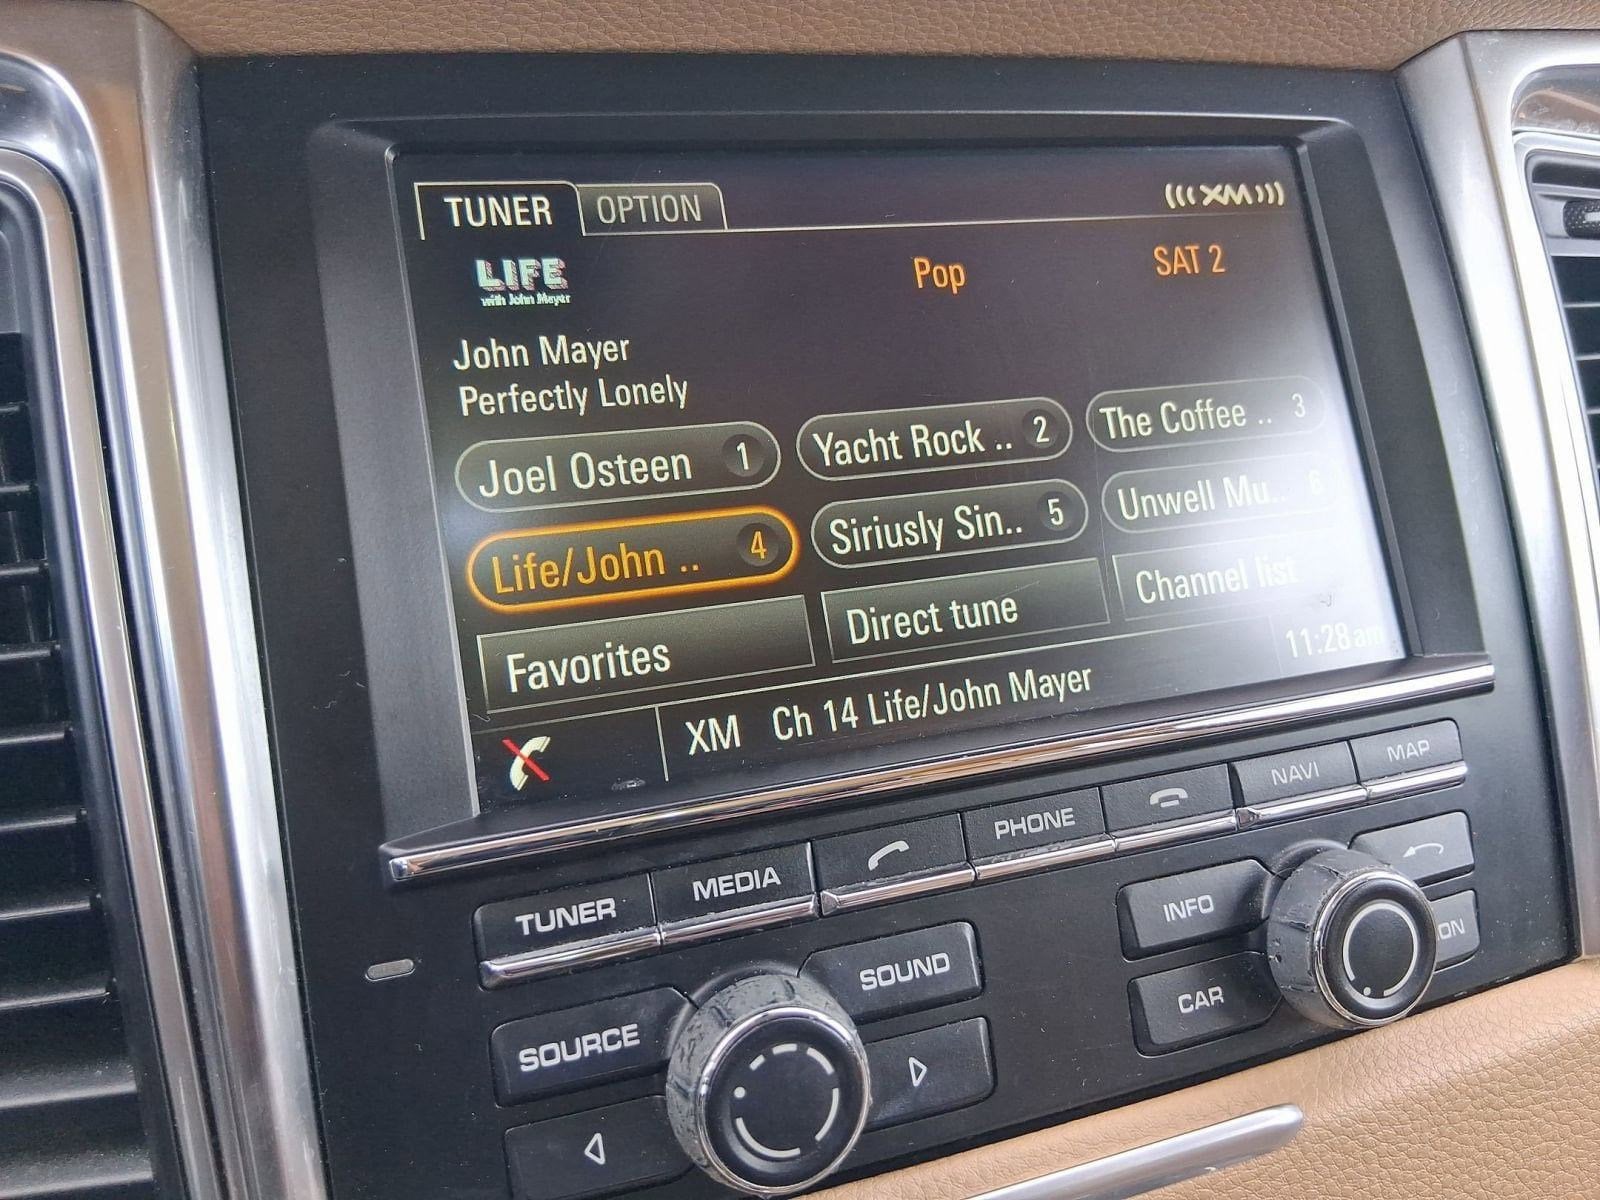 TUNER OPTION (((XM)))
LIFE Pop SAT 2
with John Mayer
John Mayer
Perfectly Lonely
Joel Osteen 1 Yacht Rock .. 2 The Coffee .. 3
Life/John .. 4 Siriusly Sin.. 5 Unwell Mu.. 6
Favorites Direct tune Channel list
XM Ch 14 Life/John Mayer 11:28 am
TUNER MEDIA PHONE NAVI MAP
SOURCE SOUND INFO
CAR ON